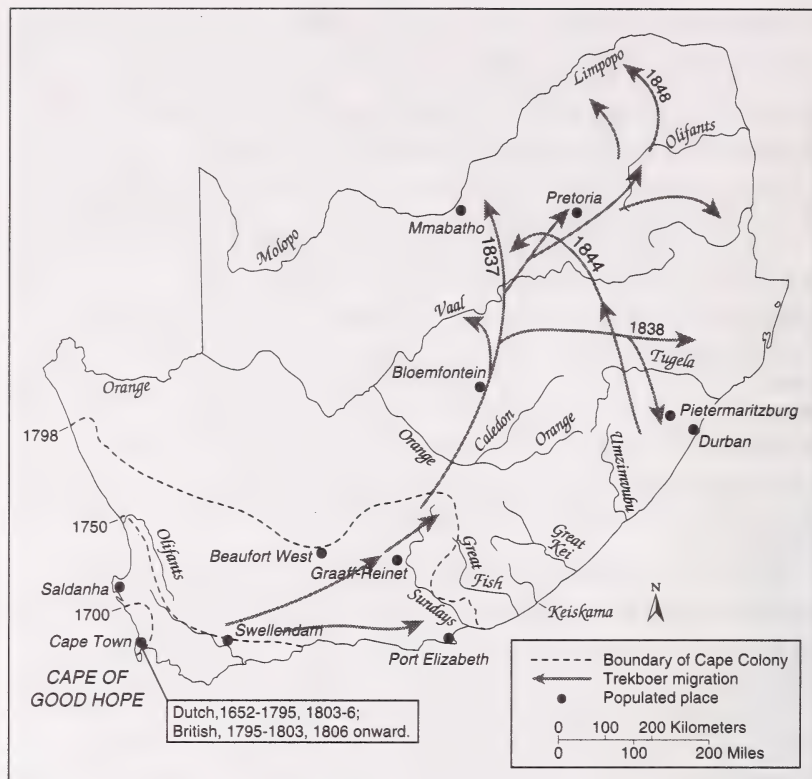 Limpopo
1848
Olifants
Pretoria
Mmabatho
Molopo
1837
1844
Vaal
1838
Tugela
Bloemfontein
Orange
Pietermaritzburg
Durban
Caledon
Orange
Orange
1798
Umzimvubu
1750
Olifants
Great
Kei
Beaufort West
Great
Fish
Graaff-Reinet
Saldanha
Keiskama
N
1700
Sundays
Swellendam
Cape Town
Port Elizabeth
CAPE OF
GOOD HOPE
Dutch,1652-1795, 1803-6;
British, 1795-1803, 1806 onward.
Boundary of Cape Colony
Trekboer migration
Populated place
0 100 200 Kilometers
0 100 200 Miles